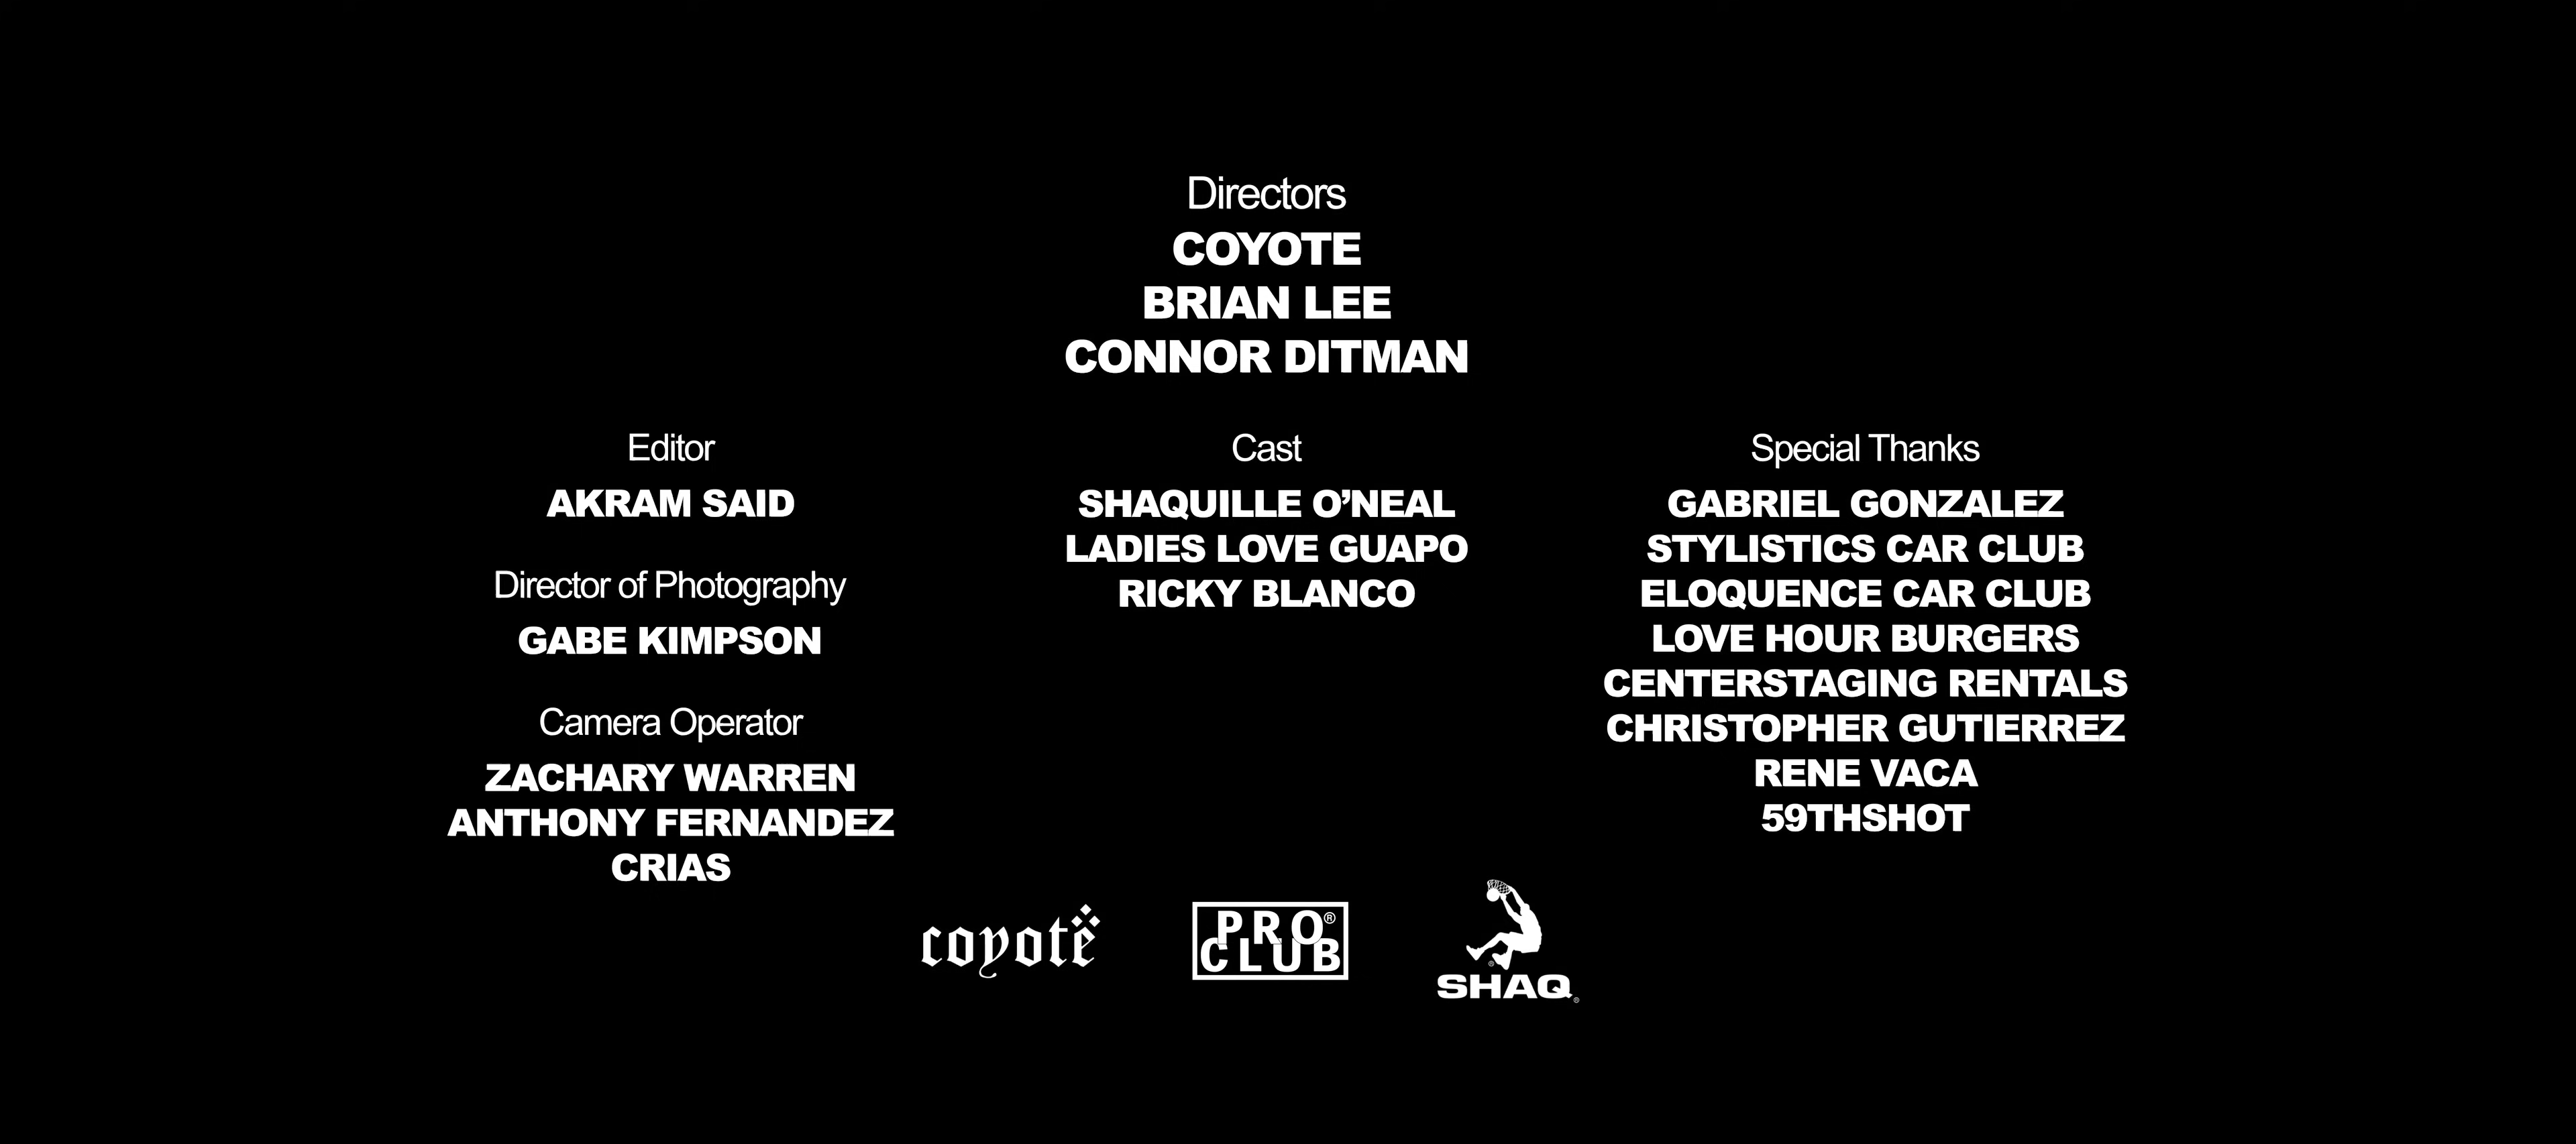 Directors
COYOTE
BRIAN LEE
CONNOR DITMAN
Editor
AKRAM SAID
Director of Photography
GABE KIMPSON
Camera Operator
ZACHARY WARREN
ANTHONY FERNANDEZ
CRIAS
Cast
SHAQUILLE O’NEAL
LADIES LOVE GUAPO
RICKY BLANCO
Special Thanks
GABRIEL GONZALEZ
STYLISTICS CAR CLUB
ELOQUENCE CAR CLUB
LOVE HOUR BURGERS
CENTERSTAGING RENTALS
CHRISTOPHER GUTIERREZ
RENE VACA
59THSHOT
coyotë
PRO®
CLUB
®
SHAQ®